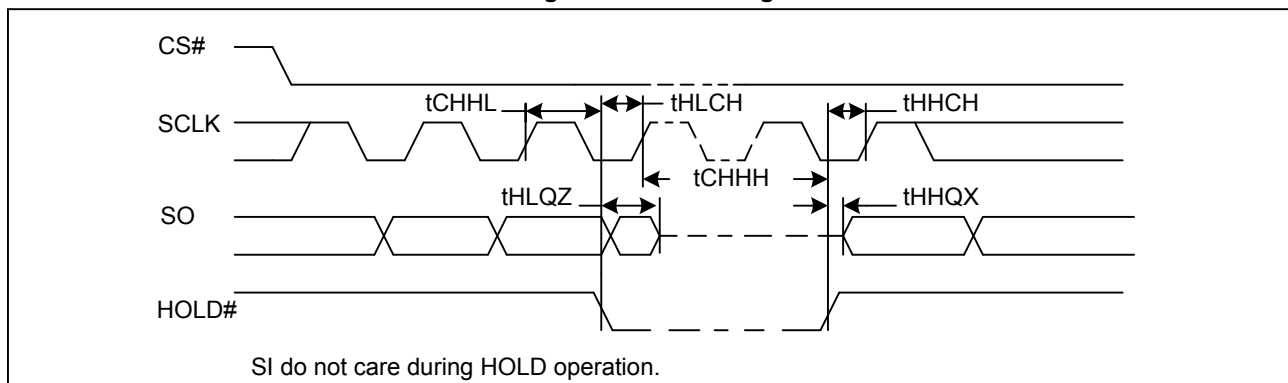 CS#
tCHHL
tHLCH
tHHCH
SCLK
tCHHH
tHLQZ
tHHQX
SO
HOLD#
SI do not care during HOLD operation.